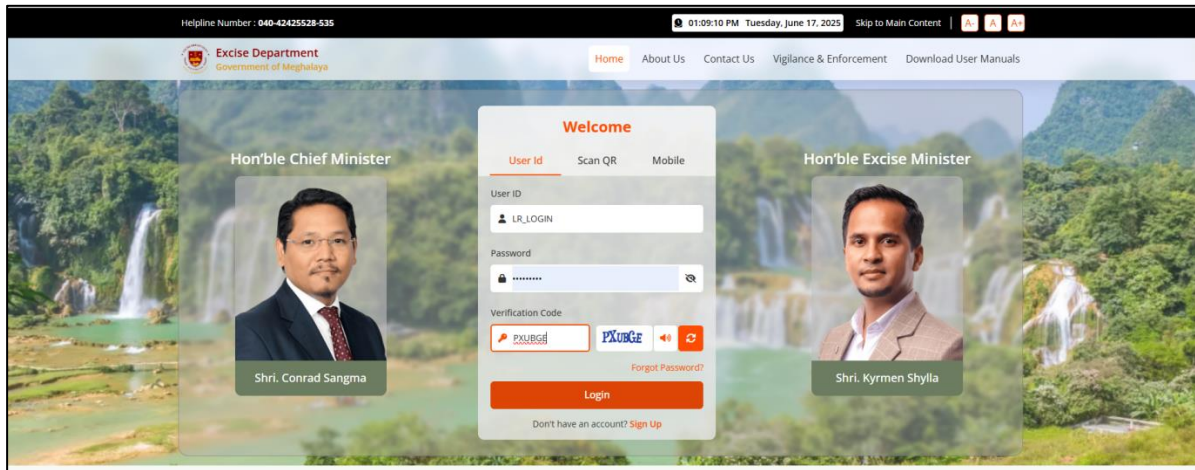 Helpline Number : 040-42425528-535
01:09:10 PM Tuesday, June 17, 2025
Skip to Main Content |
A- A A+
Excise Department
Government of Meghalaya
Home About Us Contact Us Vigilance & Enforcement Download User Manuals
Hon'ble Chief Minister
Shri. Conrad Sangma
Welcome
User Id Scan QR Mobile
User ID
LR_LOGIN
Password
•••••••••
Verification Code
PXUBGE PXUBGE
Forgot Password?
Login
Don't have an account? Sign Up
Hon'ble Excise Minister
Shri. Kyrmen Shylla